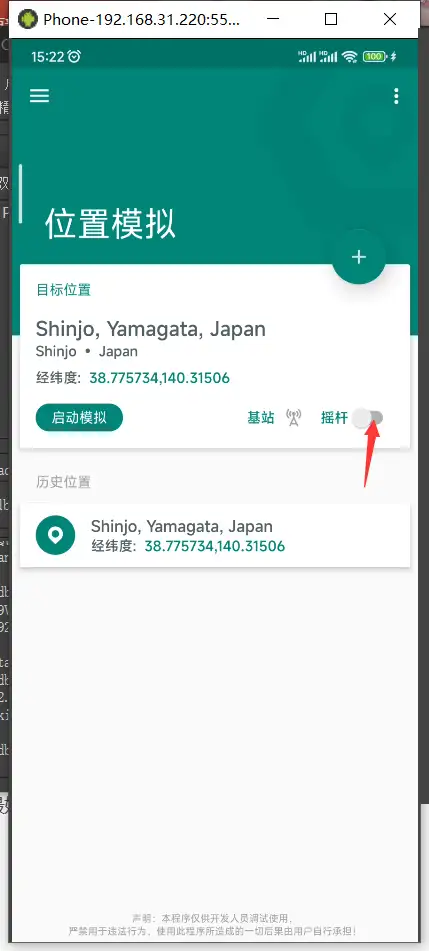 Phone-192.168.31.220:55...
15:22
HD HD 100
位置模拟
目标位置
Shinjo, Yamagata, Japan
Shinjo • Japan
经纬度: 38.775734,140.31506
启动模拟 基站 摇杆
历史位置
Shinjo, Yamagata, Japan
经纬度: 38.775734,140.31506
声明：本程序仅供开发人员调试使用，
严禁用于违法行为，使用此程序所造成的一切后果由用户自行承担！